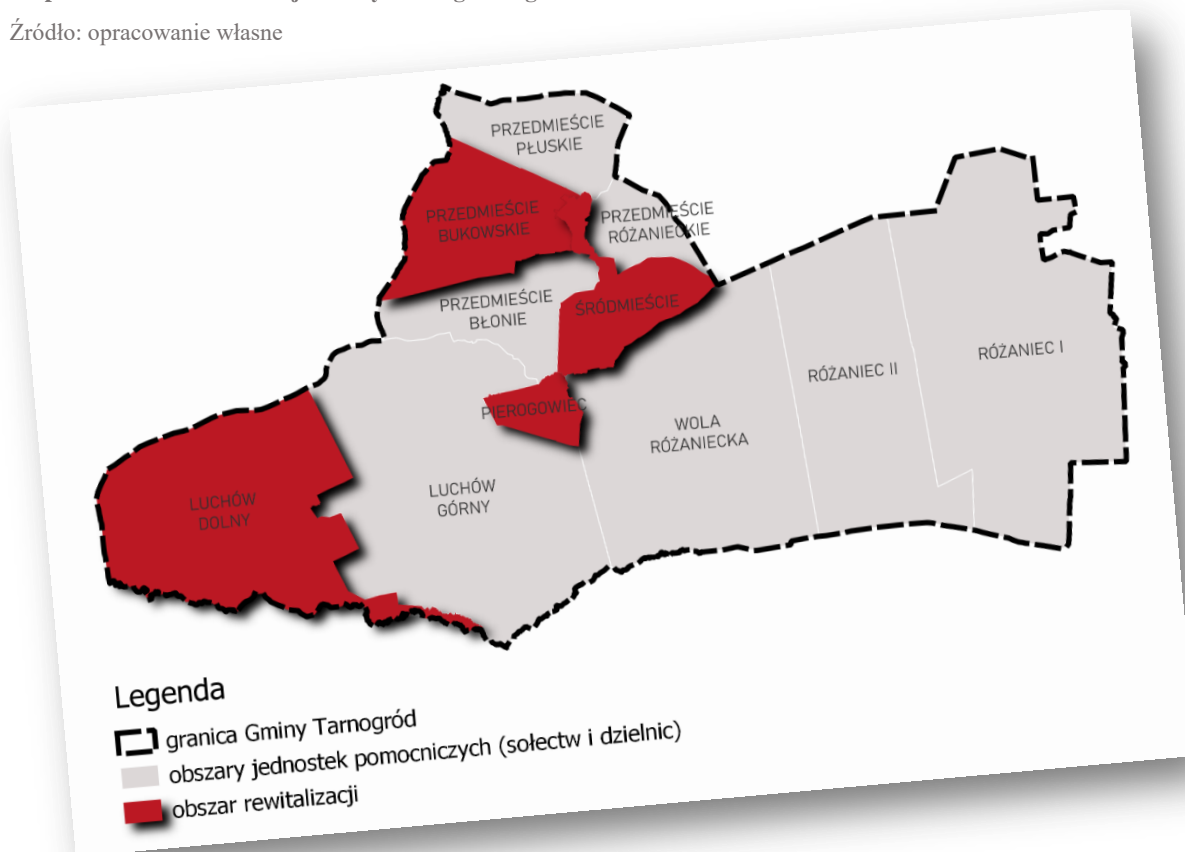 Źródło: opracowanie własne
PRZEDMIEŚCIE
PŁUSKIE
PRZEDMIEŚCIE
BUKOWSKIE
PRZEDMIEŚCIE
RÓŻANIECKIE
PRZEDMIEŚCIE
BŁONIE
ŚRÓDMIEŚCIE
RÓŻANIEC I
RÓŻANIEC II
PIEROGOWIEC
WOLA
RÓŻANIECKA
LUCHÓW
DOLNY
LUCHÓW
GÓRNY
Legenda
granica Gminy Tarnogród
obszary jednostek pomocniczych (sołectw i dzielnic)
obszar rewitalizacji